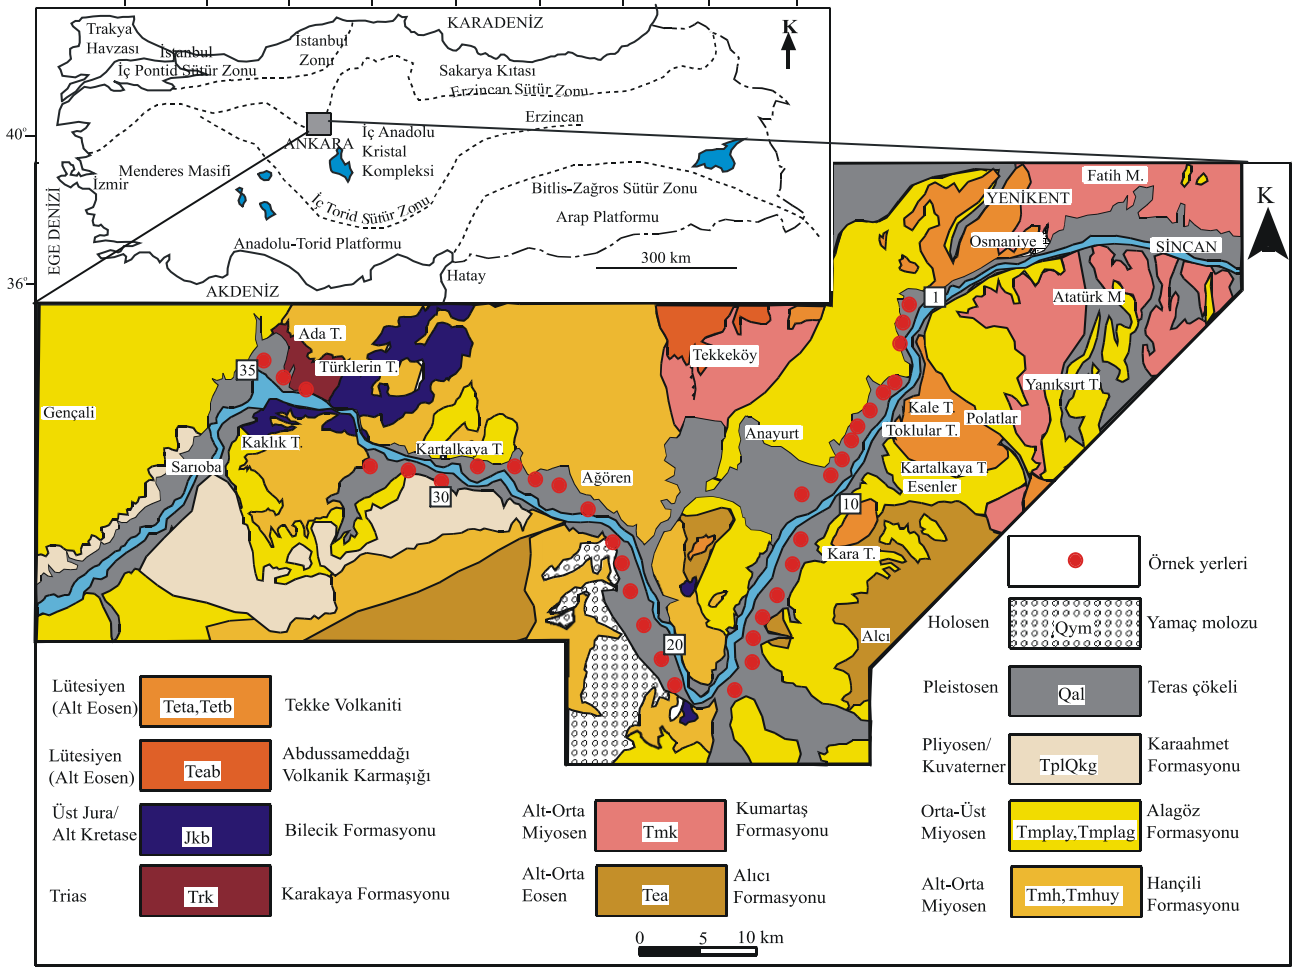 KARADENİZ
K
Trakya
Havzası
İstanbul
Zonu
İstanbul
İç Pontid Sütür Zonu
Sakarya Kıtası
Erzincan Sütür Zonu
Erzincan
40°
ANKARA
İç Anadolu
Kristal
Kompleksi
Menderes Masifi
İzmir
Bitlis-Zağros Sütür Zonu
İç Torid Sütür Zonu
Arap Platformu
EGE DENİZİ
Anadolu-Torid Platformu
300 km
Hatay
36°
AKDENİZ
Fatih M.
YENİKENT
K
Osmaniye
SİNCAN
1
Atatürk M.
Ada T.
Tekkeköy
35
Türklerin T.
Yanıksırt T.
Gençali
Kale T.
Polatlar
Toklular T.
Anayurt
Kaklık T.
Kartalkaya T.
Sarıoba
Kartalkaya T.
Ağören
Esenler
30
10
Kara T.
20
Alcı
Örnek yerleri
Holosen
Qym
Yamaç molozu
Pleistosen
Qal
Teras çökeli
Pliyosen/
Kuvaterner
TplQkg
Karaahmet
Formasyonu
Orta-Üst
Miyosen
Tmplay,Tmplag
Alagöz
Formasyonu
Alt-Orta
Miyosen
Tmh,Tmhuy
Hançili
Formasyonu
Lütesiyen
(Alt Eosen)
Teta,Tetb
Tekke Volkaniti
Lütesiyen
(Alt Eosen)
Teab
Abdussameddağı
Volkanik Karmaşığı
Üst Jura/
Alt Kretase
Jkb
Bilecik Formasyonu
Trias
Trk
Karakaya Formasyonu
Alt-Orta
Miyosen
Tmk
Kumartaş
Formasyonu
Alt-Orta
Eosen
Tea
Alıcı
Formasyonu
0 5 10 km